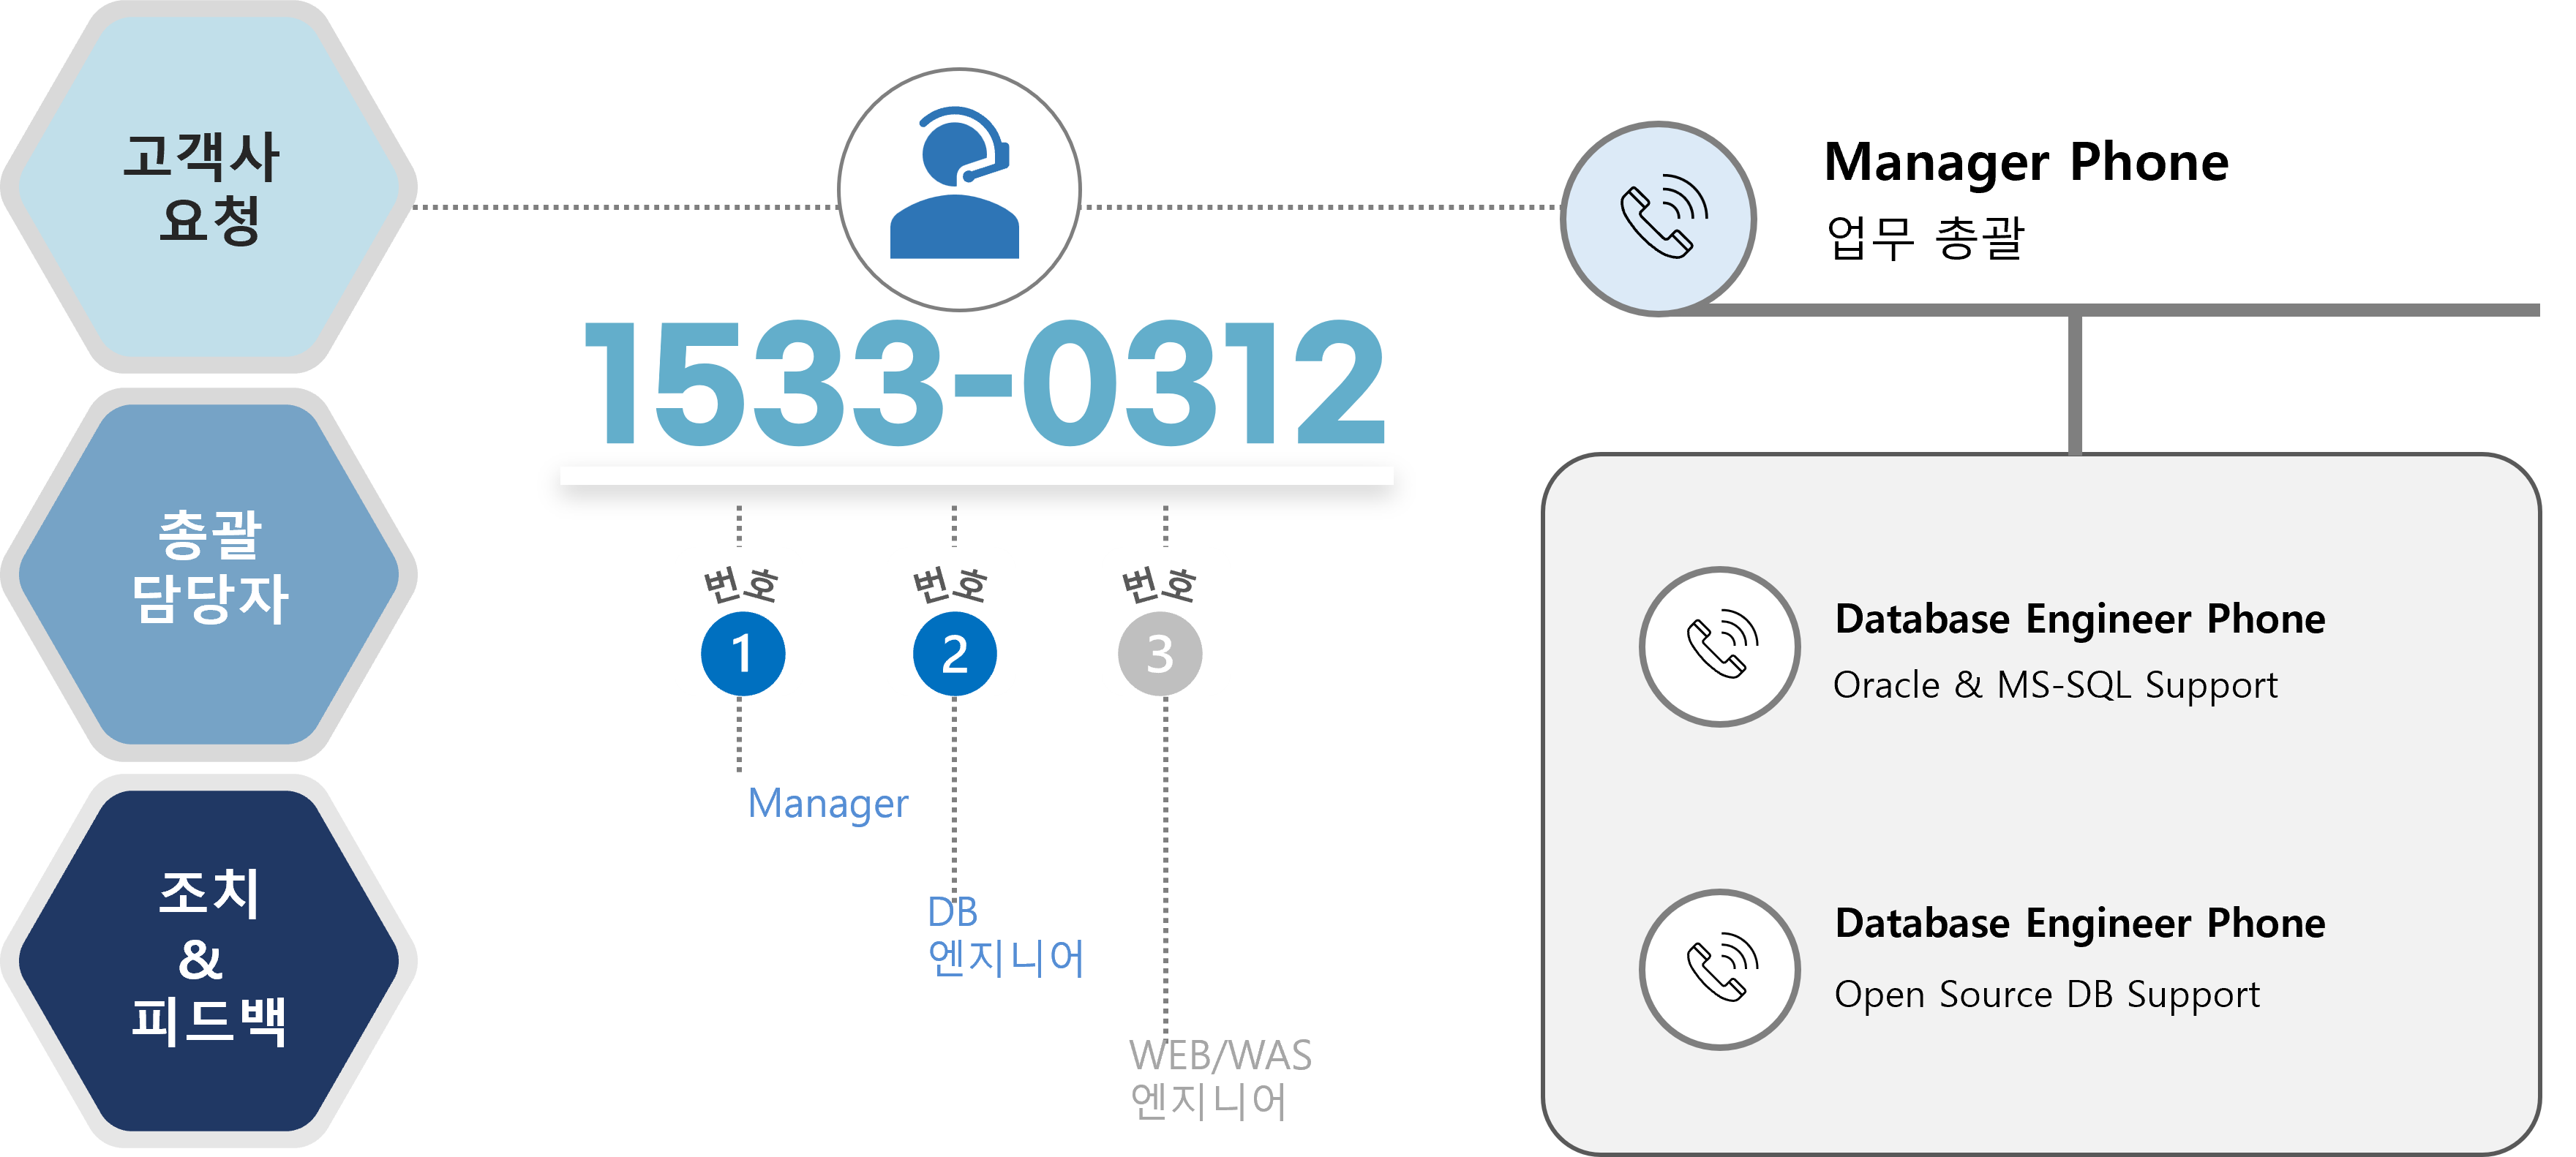 고객사
요청
총괄
담당자
조치
&
피드백
1533-0312
번호
1
Manager
번호
2
DB
엔지니어
번호
3
WEB/WAS
엔지니어
Manager Phone
업무 총괄
Database Engineer Phone
Oracle & MS-SQL Support
Database Engineer Phone
Open Source DB Support